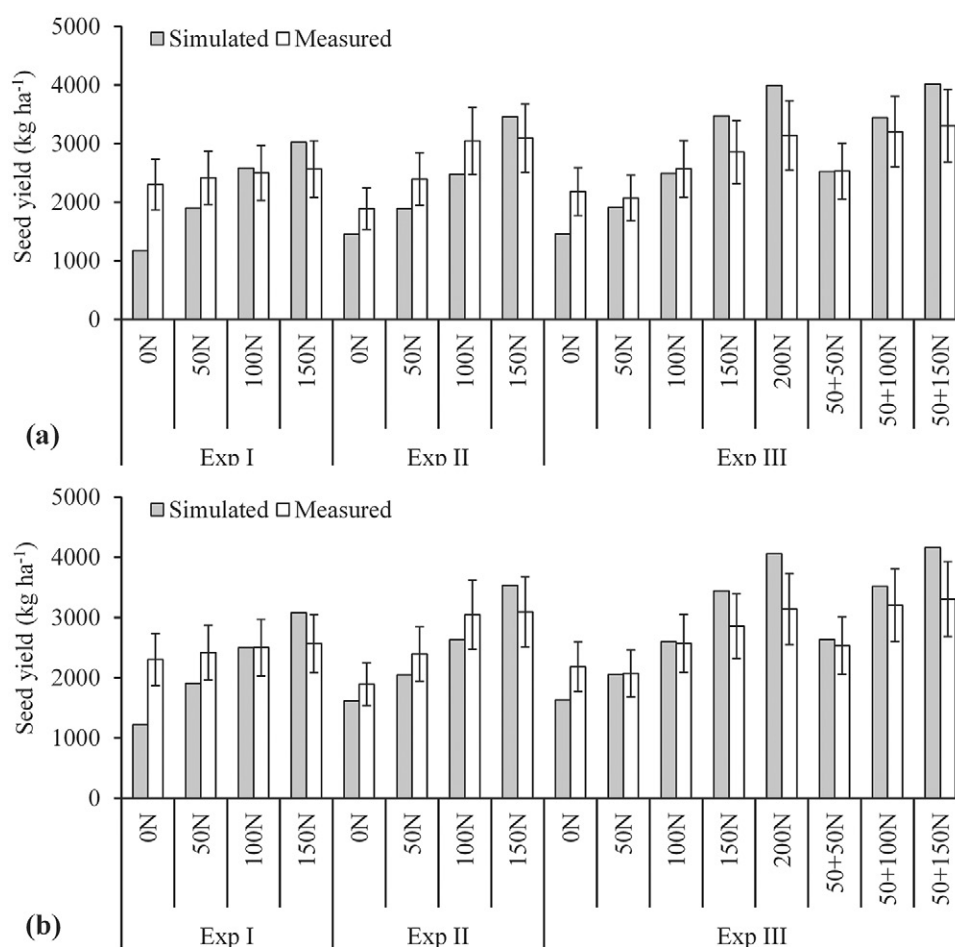 5000
Simulated Measured
4000
3000
2000
1000
0
Seed yield (kg ha-1)
0N 50N 100N 150N 0N 50N 100N 150N 0N 50N 100N 150N 200N 50+50N 50+100N 50+150N
(a)
Exp I Exp II Exp III
5000
Simulated Measured
4000
3000
2000
1000
0
Seed yield (kg ha-1)
0N 50N 100N 150N 0N 50N 100N 150N 0N 50N 100N 150N 200N 50+50N 50+100N 50+150N
(b)
Exp I Exp II Exp III